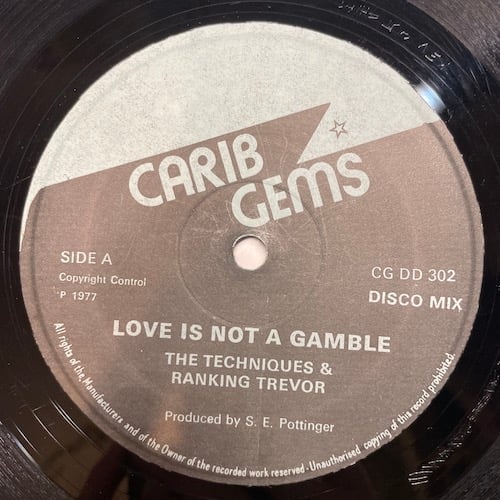 CARIB
GEMS
SIDE A
Copyright Control
P 1977
CG DD 302
DISCO MIX
LOVE IS NOT A GAMBLE
THE TECHNIQUES &
RANKING TREVOR
Produced by S. E. Pottinger
All rights of the Manufacturers and of the Owner of the recorded work reserved - Unauthorised copying of this record prohibited.